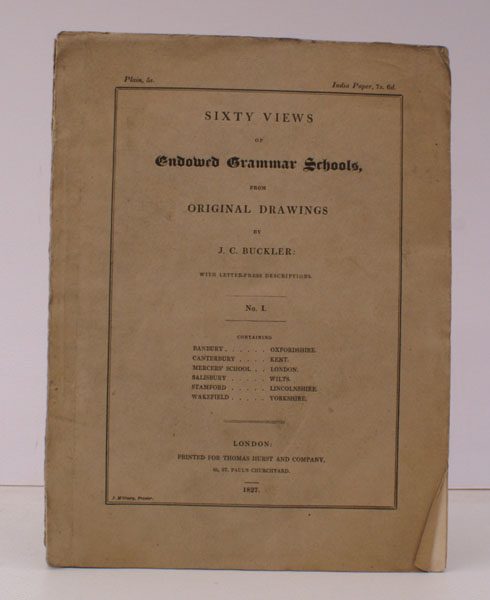 Plain, 5s. India Paper, 7s. 6d.
SIXTY VIEWS
OF
Endowed Grammar Schools,
FROM
ORIGINAL DRAWINGS
BY
J. C. BUCKLER:
WITH LETTER-PRESS DESCRIPTIONS.
No. I.
CONTAINING
BANBURY . . . . . . OXFORDSHIRE.
CANTERBURY . . . . KENT.
MERCERS' SCHOOL . . LONDON.
SALISBURY . . . . . WILTS.
STAMFORD . . . . . LINCOLNSHIRE.
WAKEFIELD . . . . . YORKSHIRE.
LONDON:
PRINTED FOR THOMAS HURST AND COMPANY,
ST. PAUL'S CHURCHYARD.
1827.
J. M'Creery, Printer.